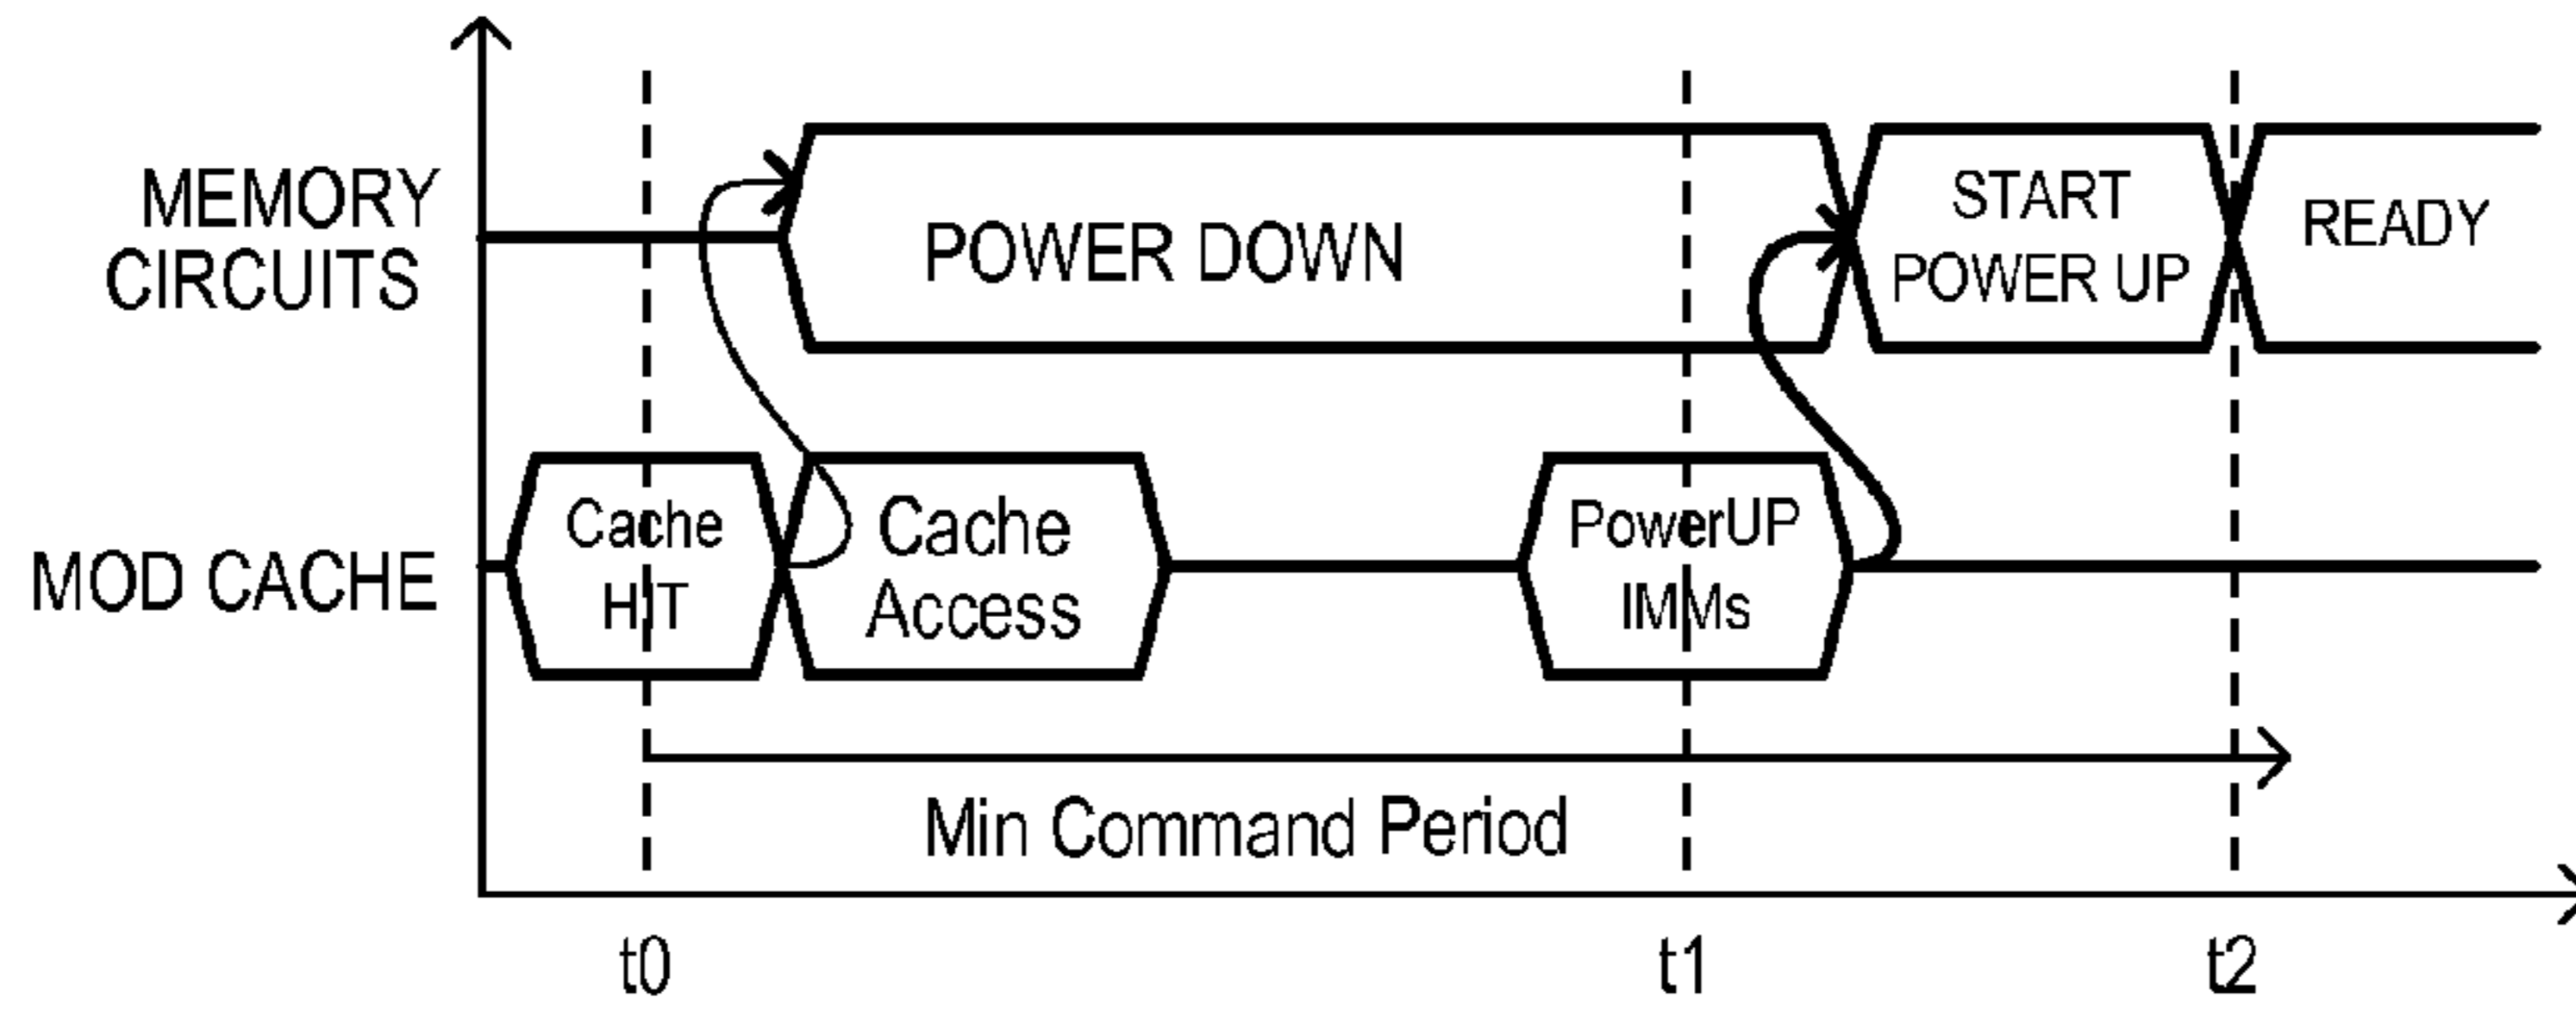 MEMORY
CIRCUITS
POWER DOWN
START
POWER UP
READY
MOD CACHE
Cache
HIT
Cache
Access
PowerUP
IMMs
Min Command Period
t0
t1
t2